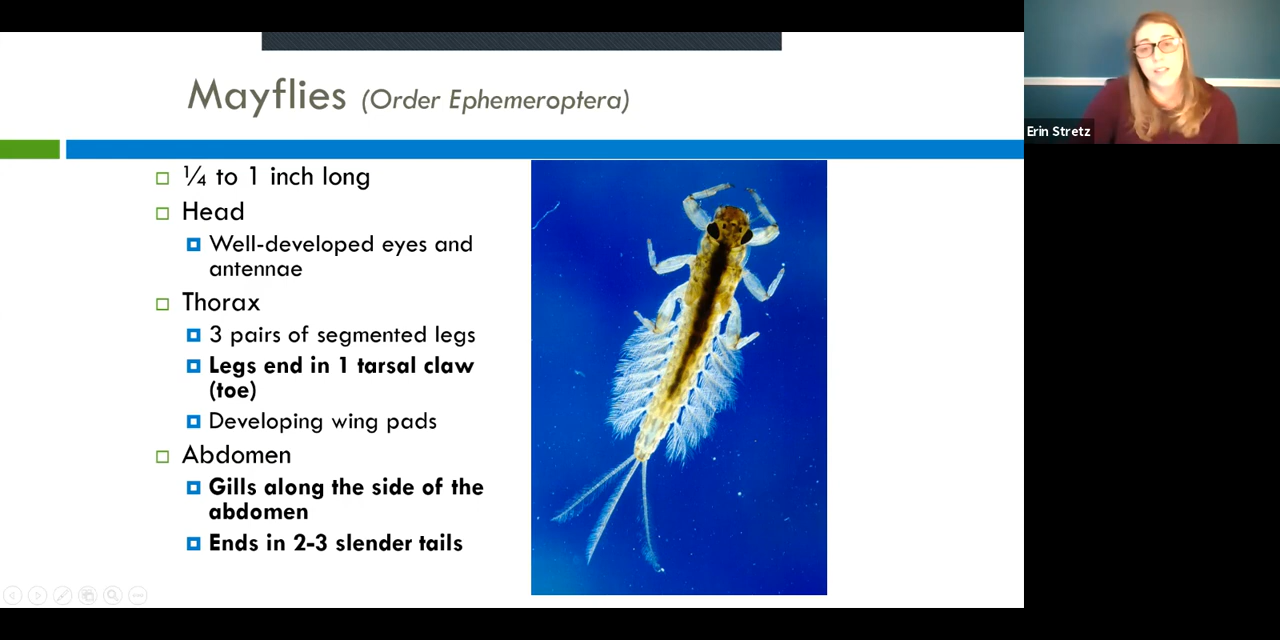 Mayflies (Order Ephemeroptera)
¼ to 1 inch long
Head
Well-developed eyes and
antennae
Thorax
3 pairs of segmented legs
Legs end in 1 tarsal claw
(toe)
Developing wing pads
Abdomen
Gills along the side of the
abdomen
Ends in 2-3 slender tails
Erin Stretz